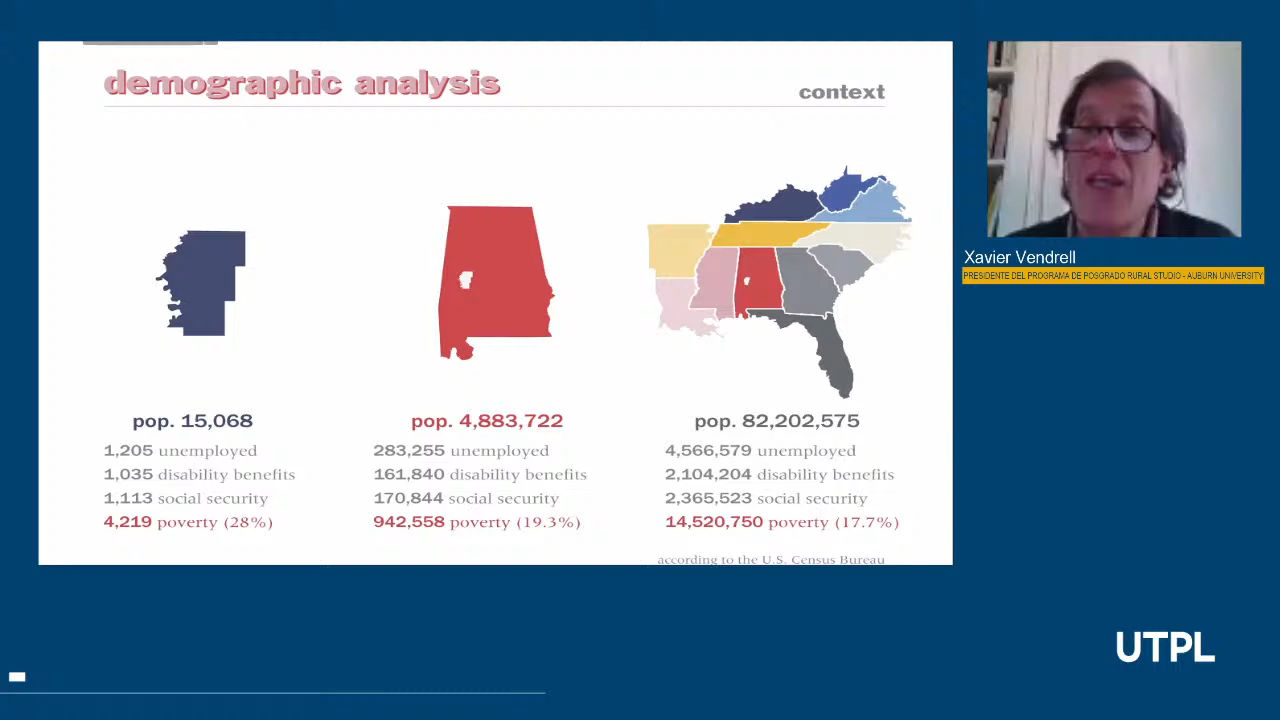 demographic analysis
context
pop. 15,068
1,205 unemployed
1,035 disability benefits
1,113 social security
4,219 poverty (28%)
pop. 4,883,722
283,255 unemployed
161,840 disability benefits
170,844 social security
942,558 poverty (19.3%)
pop. 82,202,575
4,566,579 unemployed
2,104,204 disability benefits
2,365,523 social security
14,520,750 poverty (17.7%)
according to the U.S. Census Bureau
Xavier Vendrell
PRESIDENTE DEL PROGRAMA DE POSGRADO RURAL STUDIO - AUBURN UNIVERSITY
UTPL